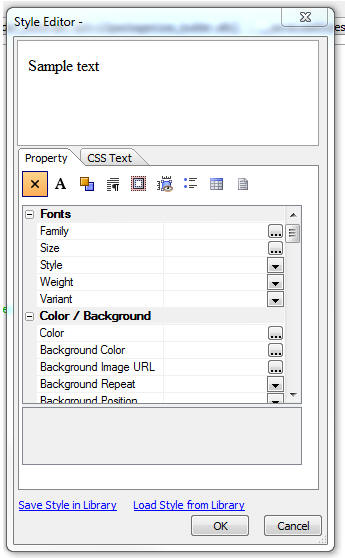 Style Editor -
Sample text
Property CSS Text
A
Fonts
Family
Size
Style
Weight
Variant
Color / Background
Color
Background Color
Background Image URL
Background Repeat
Background Position
Save Style in Library Load Style from Library
OK Cancel